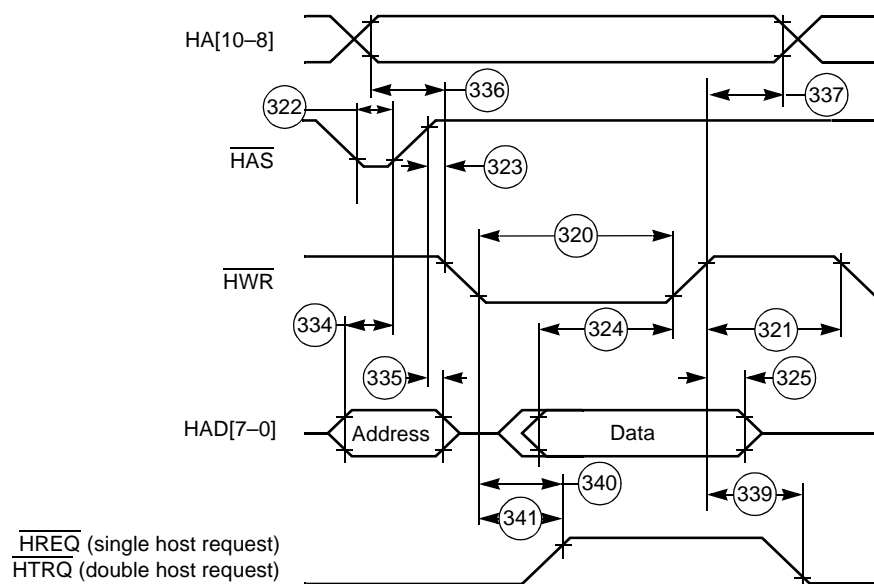 HA[10–8]
336
337
322
HAS
323
320
HWR
334
324
321
335
325
HAD[7–0]
Address
Data
340
341
339
HREQ (single host request)
HTRQ (double host request)